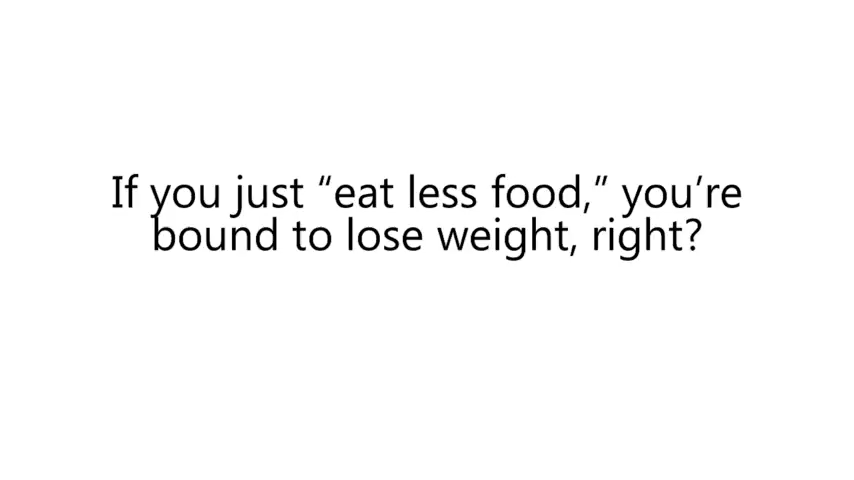 If you just “eat less food,” you’re
bound to lose weight, right?